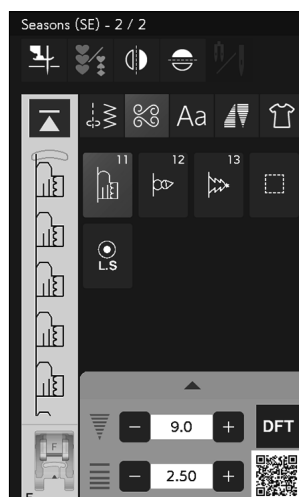 Seasons (SE) - 2 / 2
Aa
11 12 13
L.S
F
− 9.0 + DFT
− 2.50 +